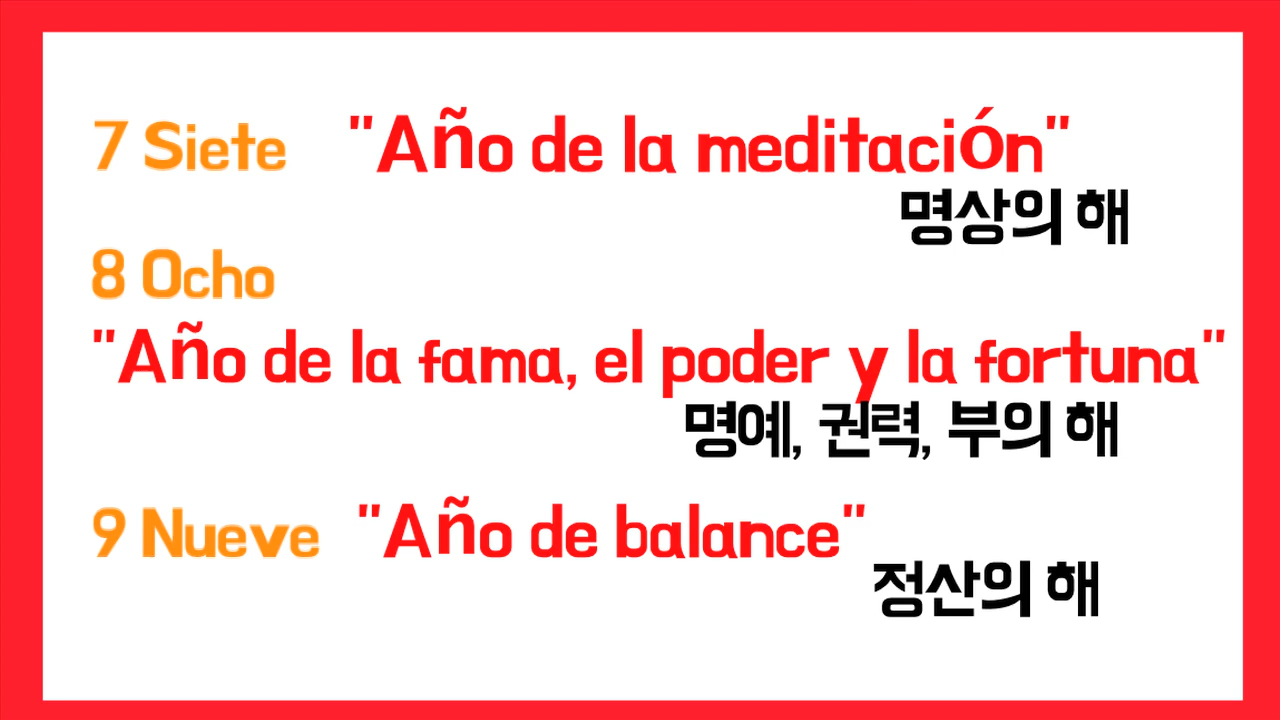 7 Siete "Año de la meditación"
명상의 해
8 Ocho
"Año de la fama, el poder y la fortuna"
명예, 권력, 부의 해
9 Nueve "Año de balance"
정산의 해